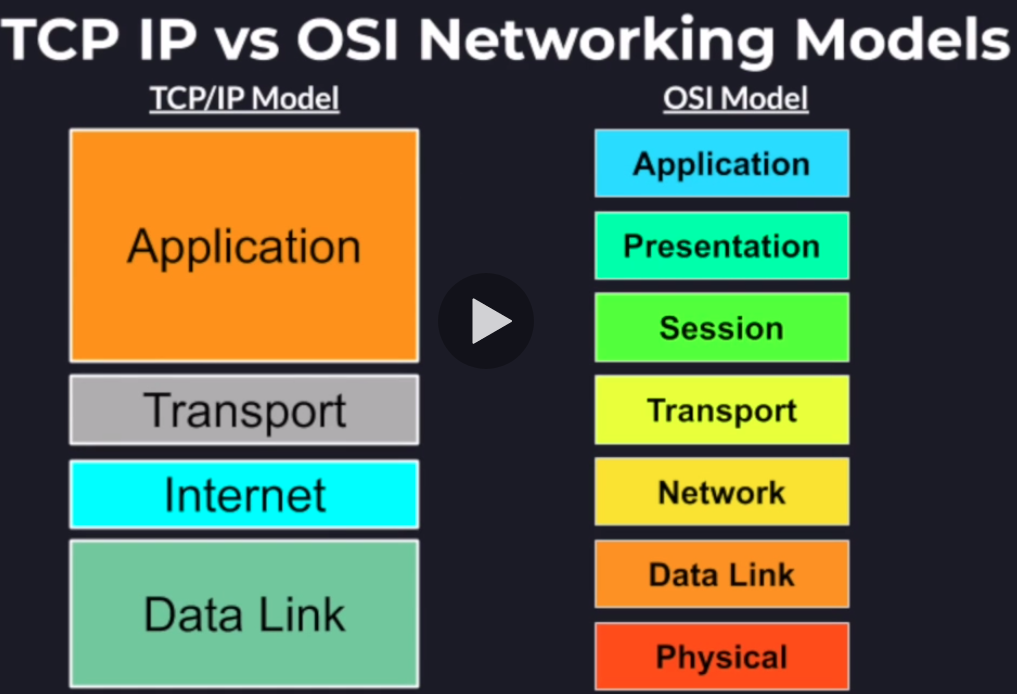 TCP IP vs OSI Networking Models
TCP/IP Model
Application
Transport
Internet
Data Link
OSI Model
Application
Presentation
Session
Transport
Network
Data Link
Physical